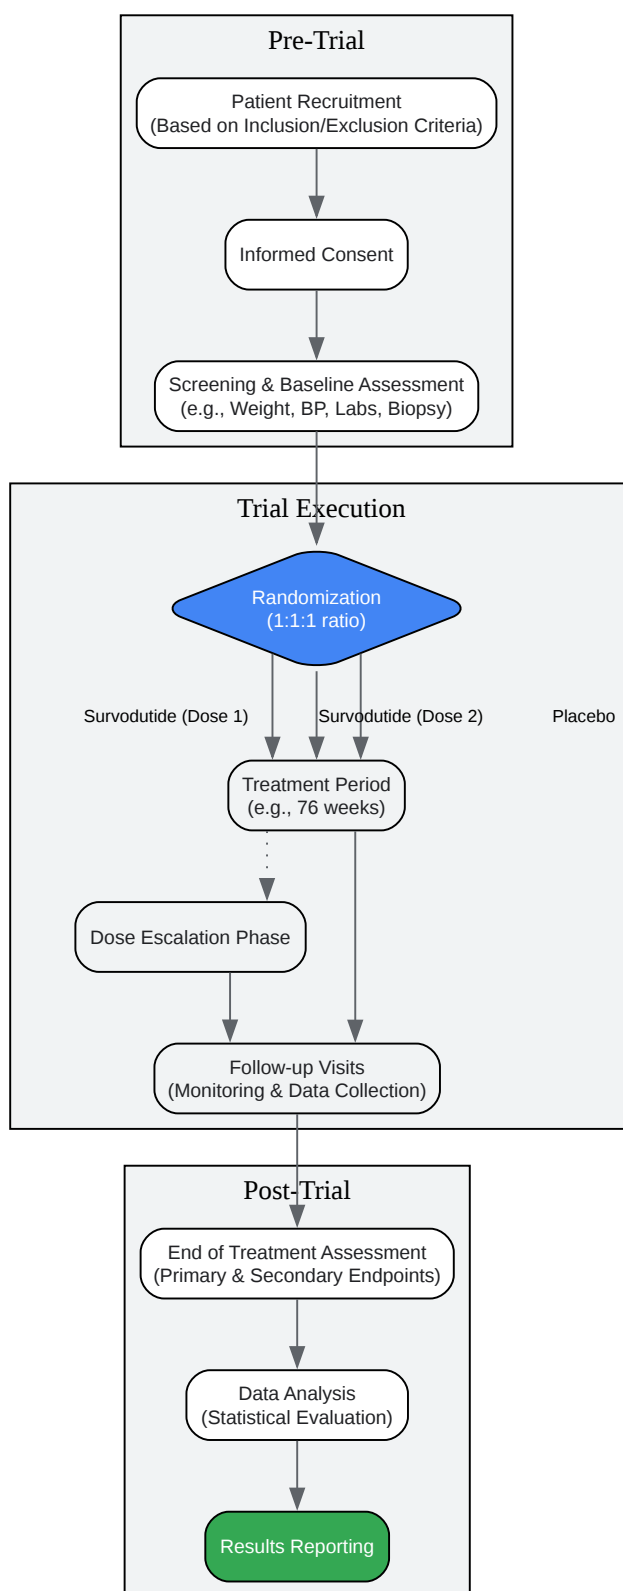 Pre-Trial
Patient Recruitment
(Based on Inclusion/Exclusion Criteria)
Informed Consent
Screening & Baseline Assessment
(e.g., Weight, BP, Labs, Biopsy)
Trial Execution
Randomization
(1:1:1 ratio)
Survodutide (Dose 1)
Survodutide (Dose 2)
Placebo
Treatment Period
(e.g., 76 weeks)
Dose Escalation Phase
Follow-up Visits
(Monitoring & Data Collection)
Post-Trial
End of Treatment Assessment
(Primary & Secondary Endpoints)
Data Analysis
(Statistical Evaluation)
Results Reporting